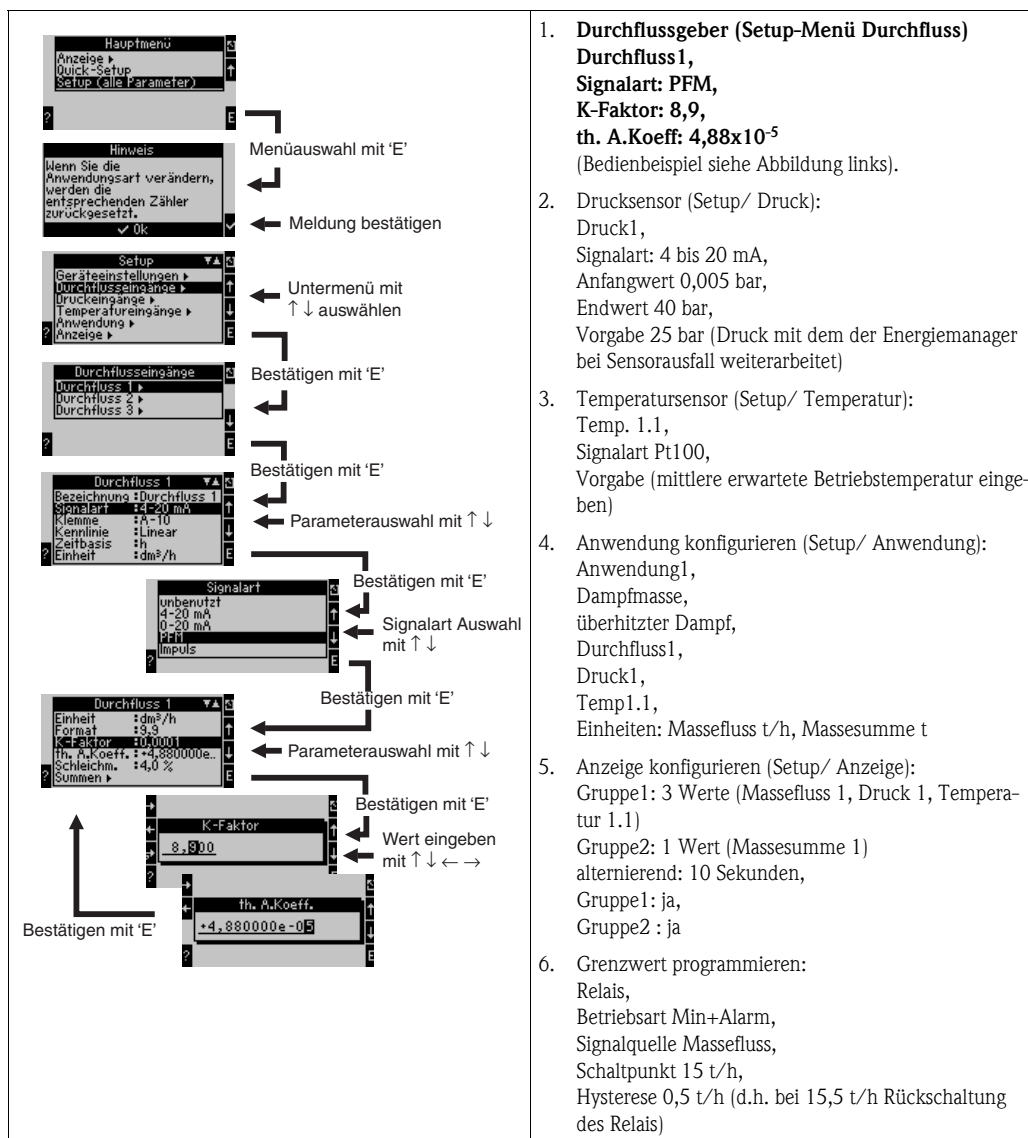 Hauptmenü
Anzeige ▸
Quick-Setup
Setup (alle Parameter)
↑
?
E
Menüauswahl mit ‘E’
Hinweis
Wenn Sie die
Anwendungsart verändern,
werden die
entsprechenden Zähler
zurückgesetzt.
✓ Ok
✓
Meldung bestätigen
Setup ▼▲
Geräteeinstellungen ▸
Durchflusseingänge ▸
Druckeingänge ▸
Temperatureingänge ▸
Anwendung ▸
Anzeige ▸
↑
↓
?
E
Untermenü mit
↑ ↓ auswählen
Bestätigen mit ‘E’
Durchflusseingänge
Durchfluss 1 ▸
Durchfluss 2 ▸
Durchfluss 3 ▸
↓
?
E
Bestätigen mit ‘E’
Durchfluss 1 ▼▲
Bezeichnung :Durchfluss 1
Signalart :4-20 mA
Klemme :A-10
Kennlinie :Linear
Zeitbasis :h
Einheit :dm³/h
↑
↓
?
E
Parameterauswahl mit ↑ ↓
Bestätigen mit ‘E’
Signalart
unbenutzt
4-20 mA
0-20 mA
PFM
Impuls
↑
↓
?
E
Signalart Auswahl
mit ↑ ↓
Bestätigen mit ‘E’
Durchfluss 1 ▼▲
Einheit :dm³/h
Format :9,9
K-Faktor :0,0001
th. A.Koeff. :+4,880000e..
Schleichm. :4,0 %
Summen ▸
↑
↓
?
E
Parameterauswahl mit ↑ ↓
Bestätigen mit ‘E’
K-Faktor
8,900
Wert eingeben
mit ↑ ↓ ← →
th. A.Koeff.
+4,880000e-05
↑
↓
?
E
Bestätigen mit ‘E’
1. Durchflussgeber (Setup-Menü Durchfluss)
Durchfluss1,
Signalart: PFM,
K-Faktor: 8,9,
th. A.Koeff: 4,88x10⁻⁵
(Bedienbeispiel siehe Abbildung links).
2. Drucksensor (Setup/ Druck):
Druck1,
Signalart: 4 bis 20 mA,
Anfangwert 0,005 bar,
Endwert 40 bar,
Vorgabe 25 bar (Druck mit dem der Energiemanager
bei Sensorausfall weiterarbeitet)
3. Temperatursensor (Setup/ Temperatur):
Temp. 1.1,
Signalart Pt100,
Vorgabe (mittlere erwartete Betriebstemperatur einge-
ben)
4. Anwendung konfigurieren (Setup/ Anwendung):
Anwendung1,
Dampfmasse,
überhitzter Dampf,
Durchfluss1,
Druck1,
Temp1.1,
Einheiten: Massefluss t/h, Massesumme t
5. Anzeige konfigurieren (Setup/ Anzeige):
Gruppe1: 3 Werte (Massefluss 1, Druck 1, Tempera-
tur 1.1)
Gruppe2: 1 Wert (Massesumme 1)
alternierend: 10 Sekunden,
Gruppe1: ja,
Gruppe2 : ja
6. Grenzwert programmieren:
Relais,
Betriebsart Min+Alarm,
Signalquelle Massefluss,
Schaltpunkt 15 t/h,
Hysterese 0,5 t/h (d.h. bei 15,5 t/h Rückschaltung
des Relais)